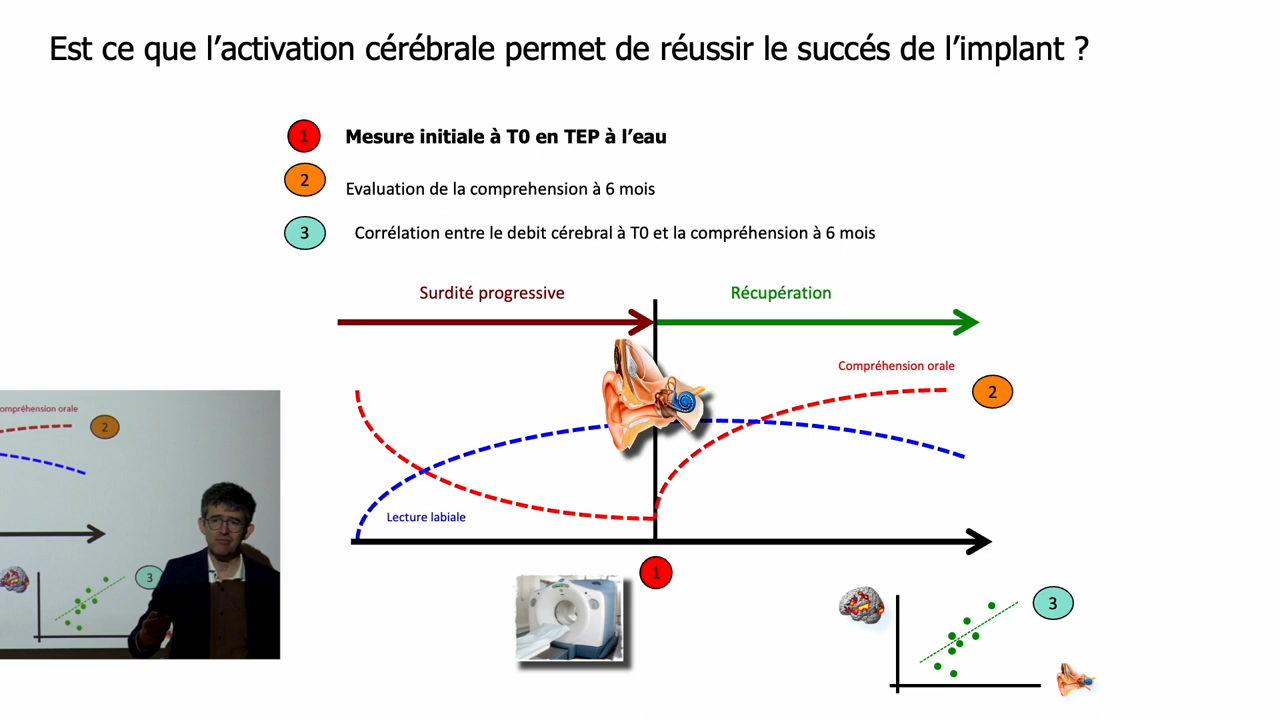 Est ce que l’activation cérébrale permet de réussir le succés de l’implant ?
1 Mesure initiale à T0 en TEP à l’eau
2 Evaluation de la comprehension à 6 mois
3 Corrélation entre le debit cérébral à T0 et la compréhension à 6 mois
Surdité progressive
Récupération
Compréhension orale
2
Lecture labiale
1
3
ompréhension orale
2
3